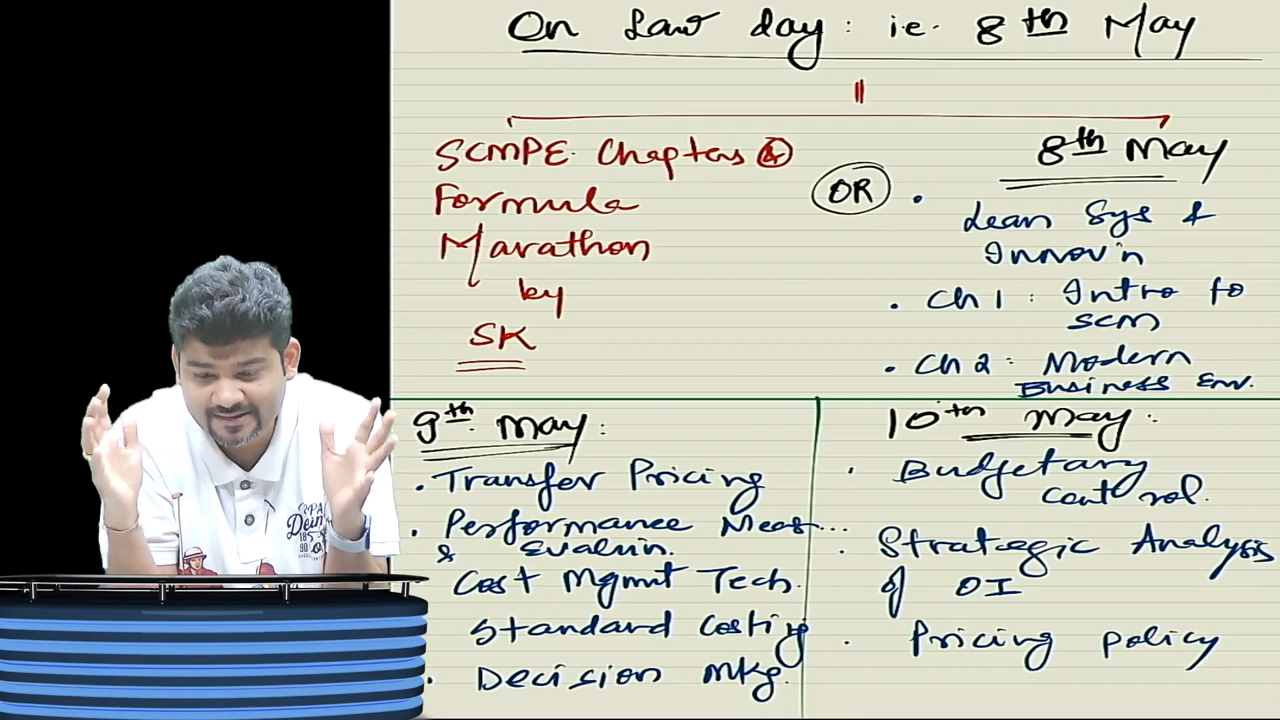 On Law day : i.e. 8th May
SCMPE Chapters &
Formula
Marathon
by
SK
OR
8th May
. Lean Sys &
Innov'n
. Ch 1 : Intro to
SCM
. Ch 2 : Modern
Business Env.
9th May :
. Transfer Pricing
. Performance Meas...
& Evalu'n.
Cost Mgmt Tech.
Standard Costing
. Decision Mkg.
10th May :
. Budgetary
control.
. Strategic Analysis
of OI
. Pricing policy